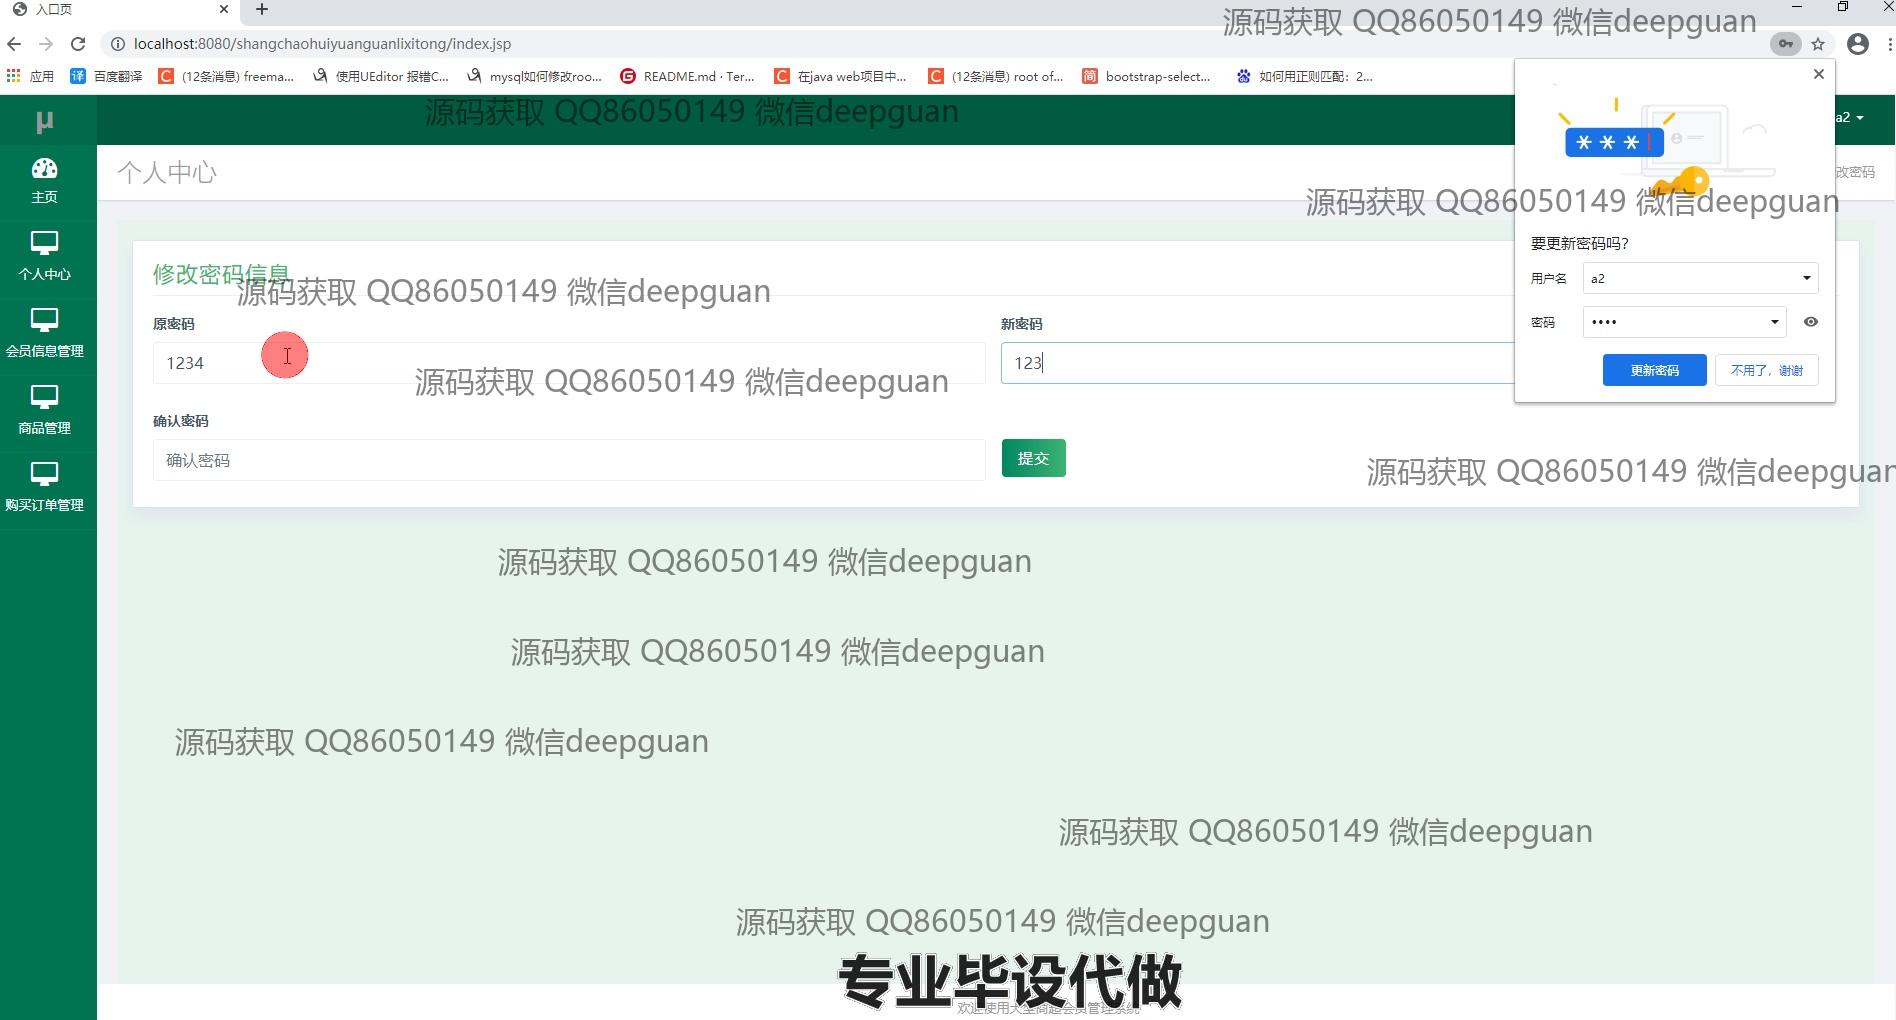 入口页
源码获取 QQ86050149 微信deepguan
localhost:8080/shangchaohuiyuanguanlixitong/index.jsp
应用 百度翻译 (12条消息) freema... 使用UEditor 报错C... mysql如何修改roo... README.md · Ter... 在java web项目中... (12条消息) root of... bootstrap-select... 如何用正则匹配：2...
源码获取 QQ86050149 微信deepguan
μ
a2
主页
个人中心
改密码
源码获取 QQ86050149 微信deepguan
要更新密码吗?
用户名 a2
密码 ••••
更新密码 不用了，谢谢
个人中心
会员信息管理
商品管理
购买订单管理
修改密码信息
源码获取 QQ86050149 微信deepguan
原密码 新密码
1234 123
源码获取 QQ86050149 微信deepguan
确认密码
确认密码 提交
源码获取 QQ86050149 微信deepguan
源码获取 QQ86050149 微信deepguan
源码获取 QQ86050149 微信deepguan
源码获取 QQ86050149 微信deepguan
源码获取 QQ86050149 微信deepguan
源码获取 QQ86050149 微信deepguan
专业毕设代做
欢迎使用大型商超会员管理系统